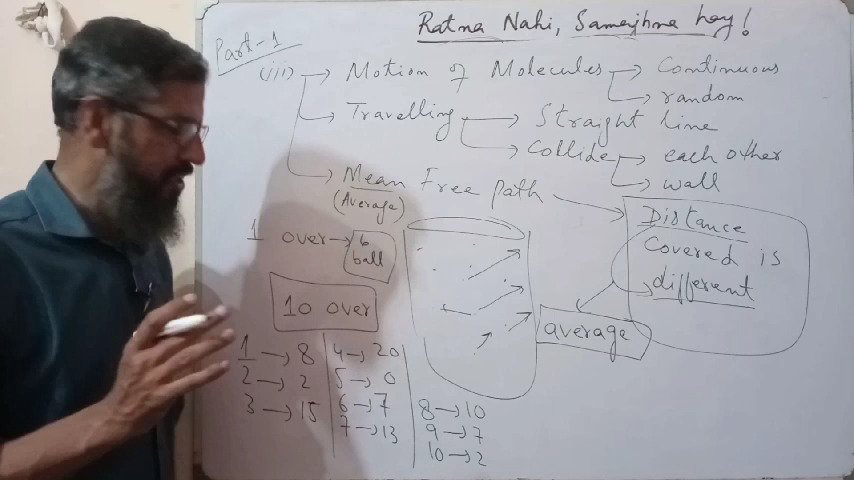 Ratna Nahi, Samajhna hay!
Part-1
(iii) → Motion of Molecules → Continuous
→ random
→ Travelling → Straight line
→ Collide → each other
→ wall
→ Mean Free path → Distance
(Average)
Covered is
different
average
1 over → 6
ball
10 over
1 → 8
2 → 2
3 → 15
4 → 20
5 → 0
6 → 7
7 → 13
8 → 10
9 → 7
10 → 2